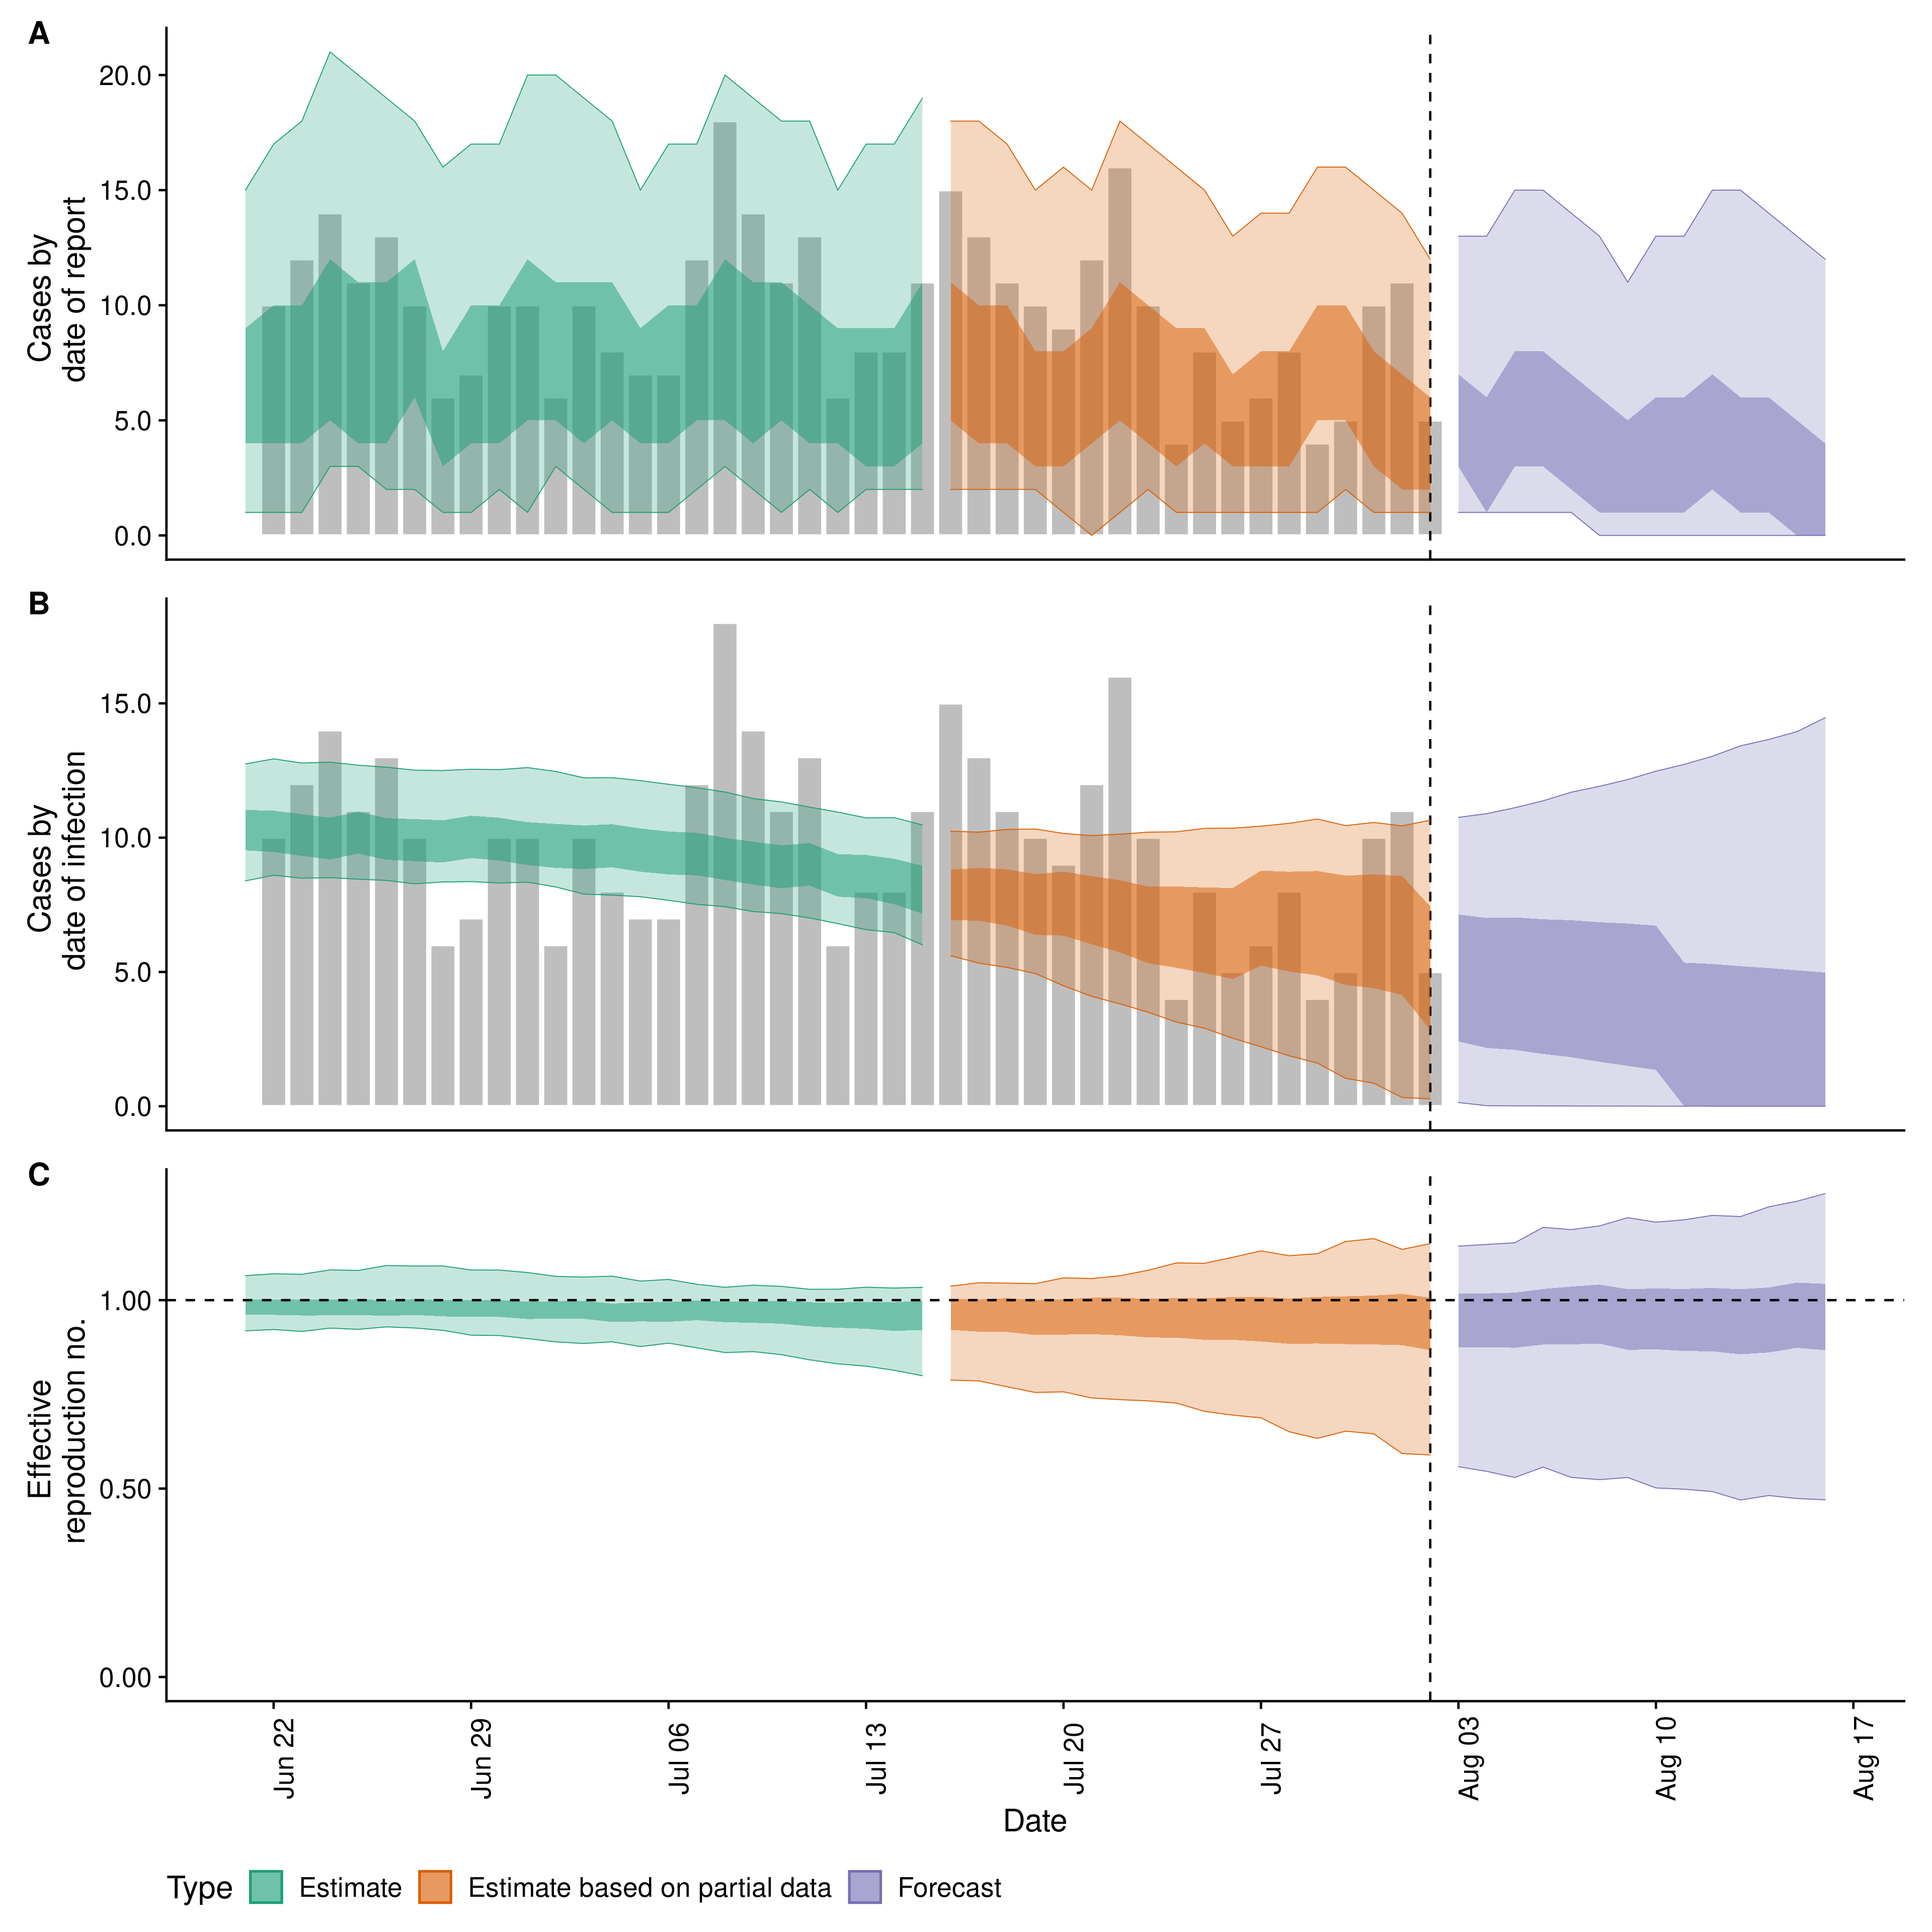 A
Cases by
date of report
20.0
15.0
10.0
5.0
0.0
B
Cases by
date of infection
15.0
10.0
5.0
0.0
C
Effective
reproduction no.
1.00
0.50
0.00
Jun 22
Jun 29
Jul 06
Jul 13
Jul 20
Jul 27
Aug 03
Aug 10
Aug 17
Date
Type Estimate Estimate based on partial data Forecast